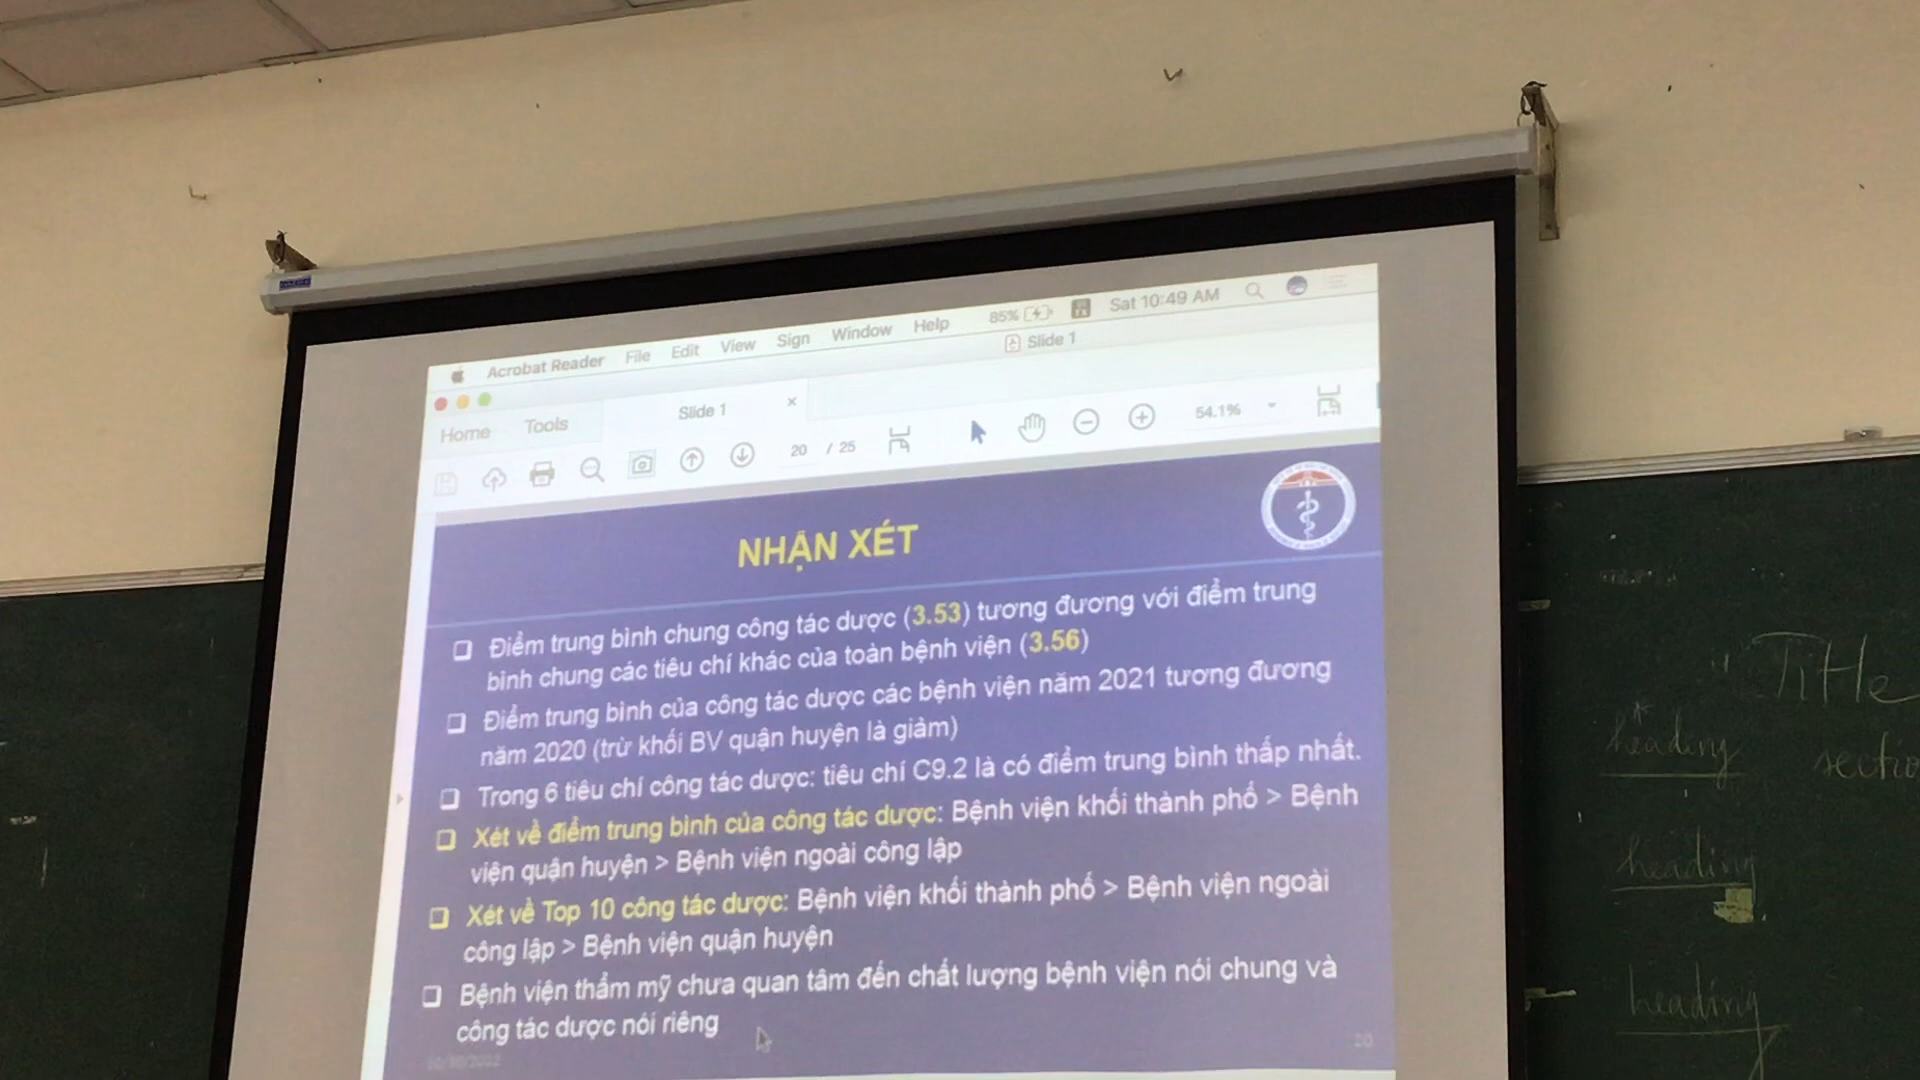 Acrobat Reader File Edit View Sign Window Help 85% Sat 10:49 AM
Slide 1
Home Tools Slide 1 ×
20 / 25 54.1%
NHẬN XÉT
❑ Điểm trung bình chung công tác dược (3.53) tương đương với điểm trung
bình chung các tiêu chí khác của toàn bệnh viện (3.56)
❑ Điểm trung bình của công tác dược các bệnh viện năm 2021 tương đương
năm 2020 (trừ khối BV quận huyện là giảm)
❑ Trong 6 tiêu chí công tác dược: tiêu chí C9.2 là có điểm trung bình thấp nhất.
❑ Xét về điểm trung bình của công tác dược: Bệnh viện khối thành phố > Bệnh
viện quận huyện > Bệnh viện ngoài công lập
❑ Xét về Top 10 công tác dược: Bệnh viện khối thành phố > Bệnh viện ngoài
công lập > Bệnh viện quận huyện
❑ Bệnh viện thẩm mỹ chưa quan tâm đến chất lượng bệnh viện nói chung và
công tác dược nói riêng
20
Title
heading sectio
heading
heading